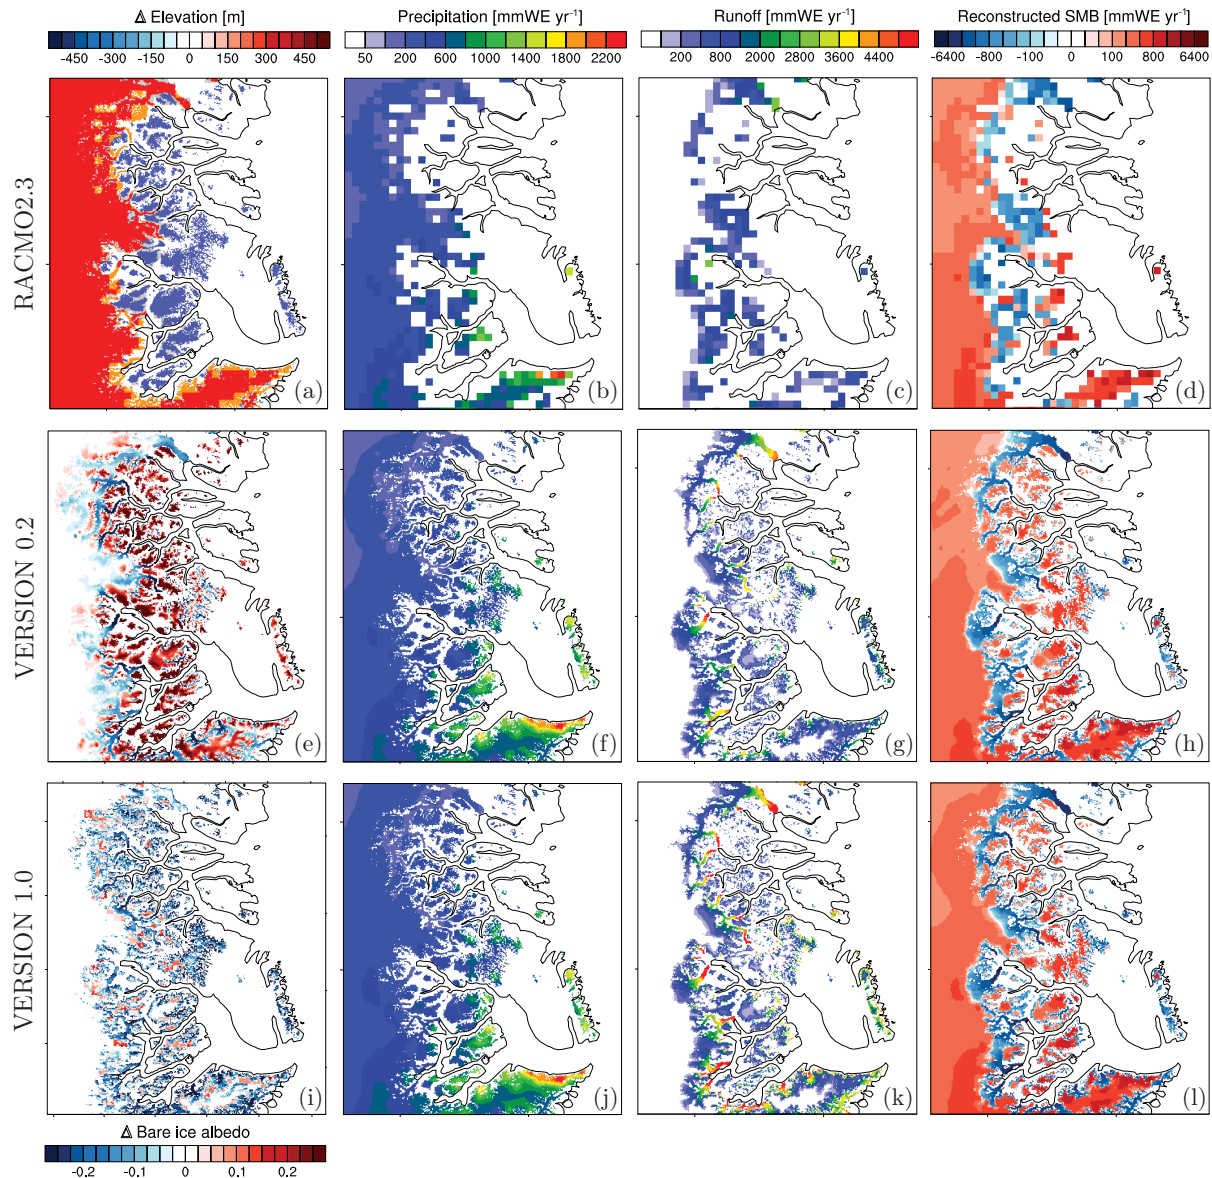 Δ Elevation [m]
Precipitation [mmWE yr-1]
Runoff [mmWE yr-1]
Reconstructed SMB [mmWE yr-1]
-450 -300 -150 0 150 300 450
50 200 600 1000 1400 1800 2200
200 800 2000 2800 3600 4400
-6400 -800 -100 0 100 800 6400
RACMO2.3
(a)
(b)
(c)
(d)
VERSION 0.2
(e)
(f)
(g)
(h)
VERSION 1.0
(i)
(j)
(k)
(l)
Δ Bare ice albedo
-0.2 -0.1 0 0.1 0.2